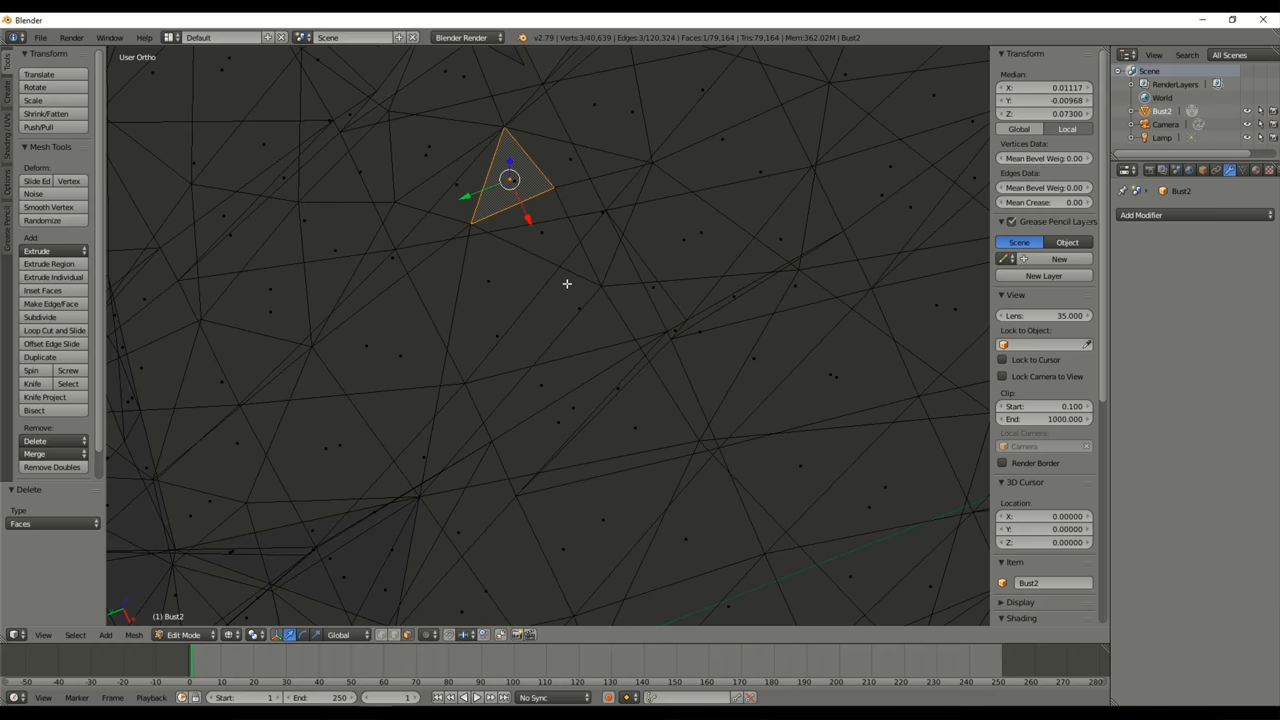 Blender
File Render Window Help Default Scene Blender Render v2.79 | Verts:3/40,639 | Edges:3/120,324 | Faces:1/79,164 | Tris:79,164 | Mem:362.02M | Bust2
View Search All Scenes
Tools
Create
Shading / UVs
Options
Grease Pencil
Transform
Translate
Rotate
Scale
Shrink/Fatten
Push/Pull
Mesh Tools
Deform:
Slide Ed Vertex
Noise
Smooth Vertex
Randomize
Add:
Extrude
Extrude Region
Extrude Individual
Inset Faces
Make Edge/Face
Subdivide
Loop Cut and Slide
Offset Edge Slide
Duplicate
Spin Screw
Knife Select
Knife Project
Bisect
Remove:
Delete
Merge
Remove Doubles
Delete
Type
Faces
User Ortho
(1) Bust2
Transform
Median:
X: 0.01117
Y: -0.00968
Z: 0.07300
Global Local
Vertices Data:
Mean Bevel Weig: 0.00
Edges Data:
Mean Bevel Weig: 0.00
Mean Crease: 0.00
Grease Pencil Layers
Scene Object
New
New Layer
View
Lens: 35.000
Lock to Object:
Lock to Cursor
Lock Camera to View
Clip:
Start: 0.100
End: 1000.000
Local Camera:
Camera
Render Border
3D Cursor
Location:
X: 0.00000
Y: 0.00000
Z: 0.00000
Item
Bust2
Display
Shading
Scene
RenderLayers
World
Bust2
Camera
Lamp
Bust2
Add Modifier
View Select Add Mesh Edit Mode Global
-50 -40 -30 -20 -10 0 10 20 30 40 50 60 70 80 90 100 110 120 130 140 150 160 170 180 190 200 210 220 230 240 250 260 270 280
View Marker Frame Playback Start: 1 End: 250 1 No Sync